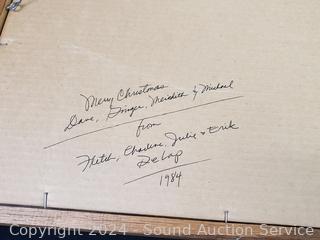 Merry Christmas
Dave, Ginger, Meredith & Michael
from
Fletch, Charlene, Julie & Erik
DeLap
1984
Copyright © 2024 - Sound Auction Service